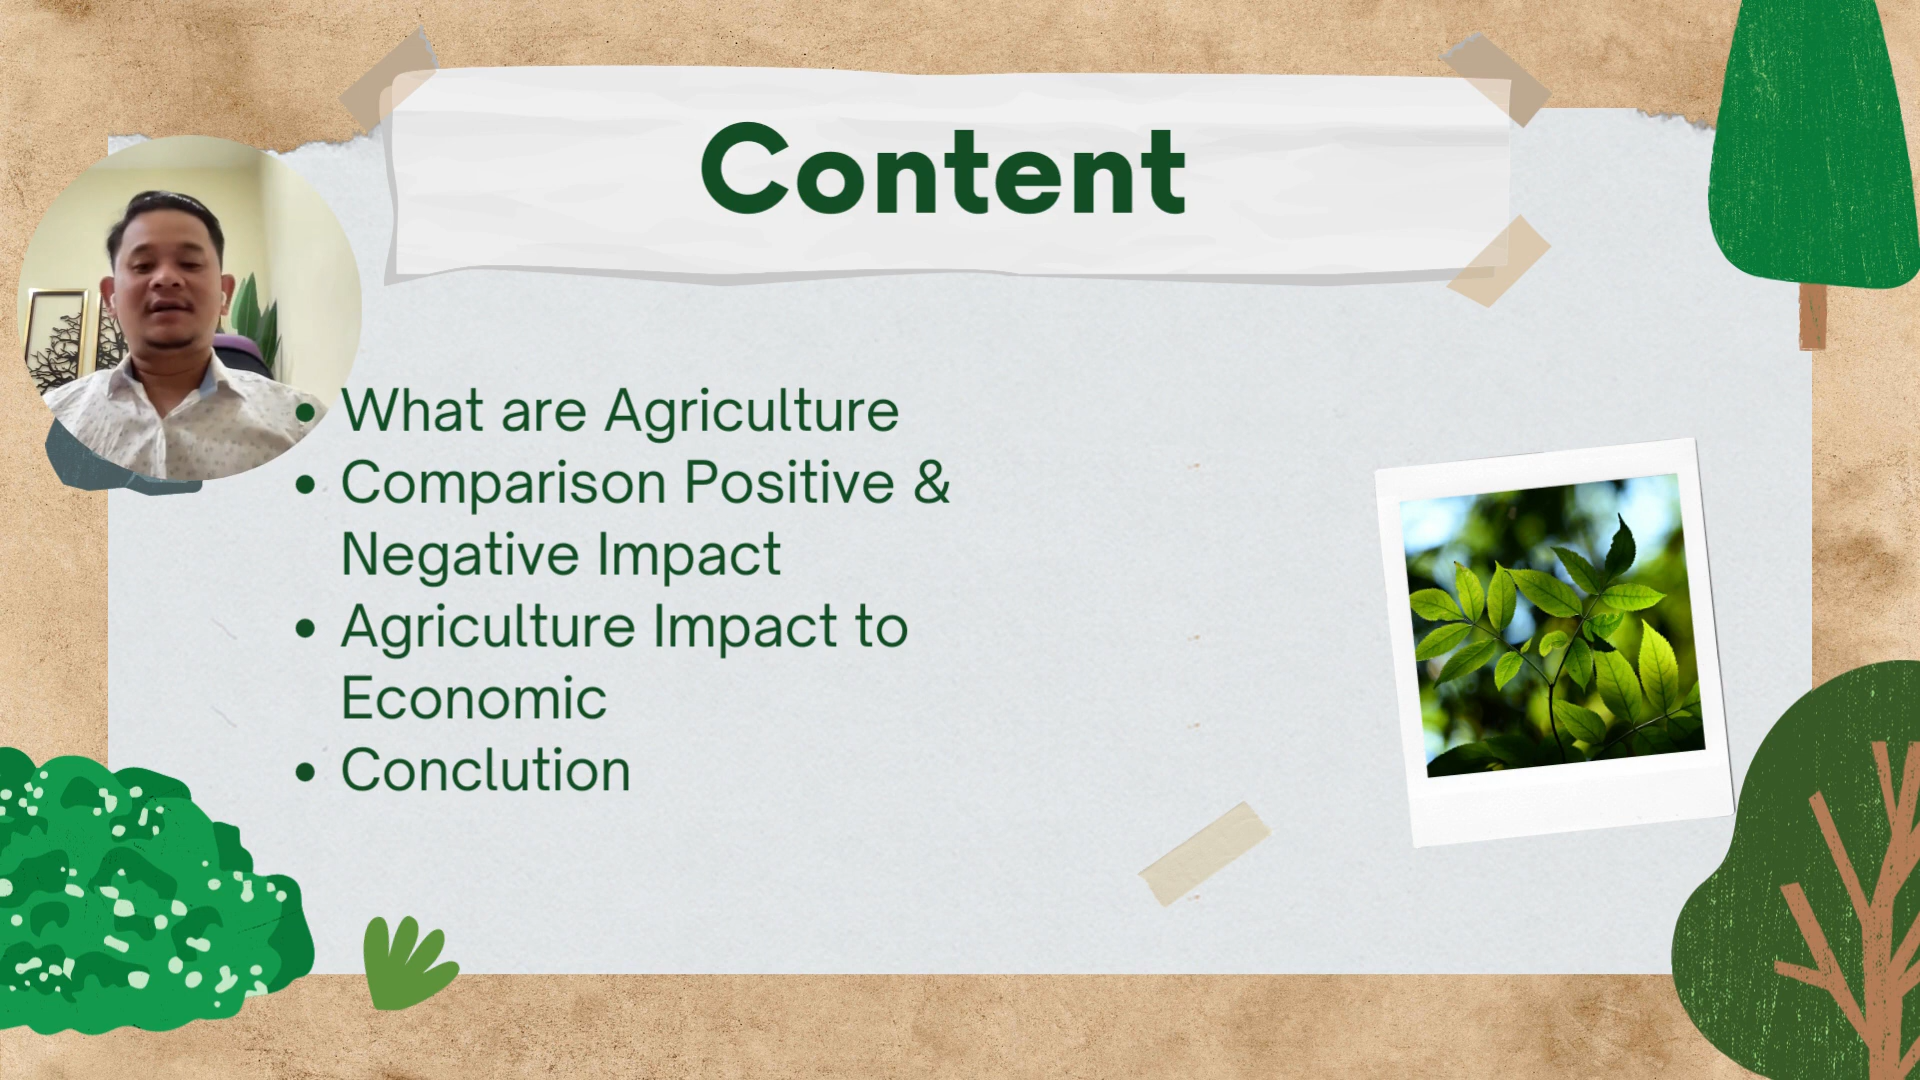 Content
• What are Agriculture
• Comparison Positive &
Negative Impact
• Agriculture Impact to
Economic
• Conclution